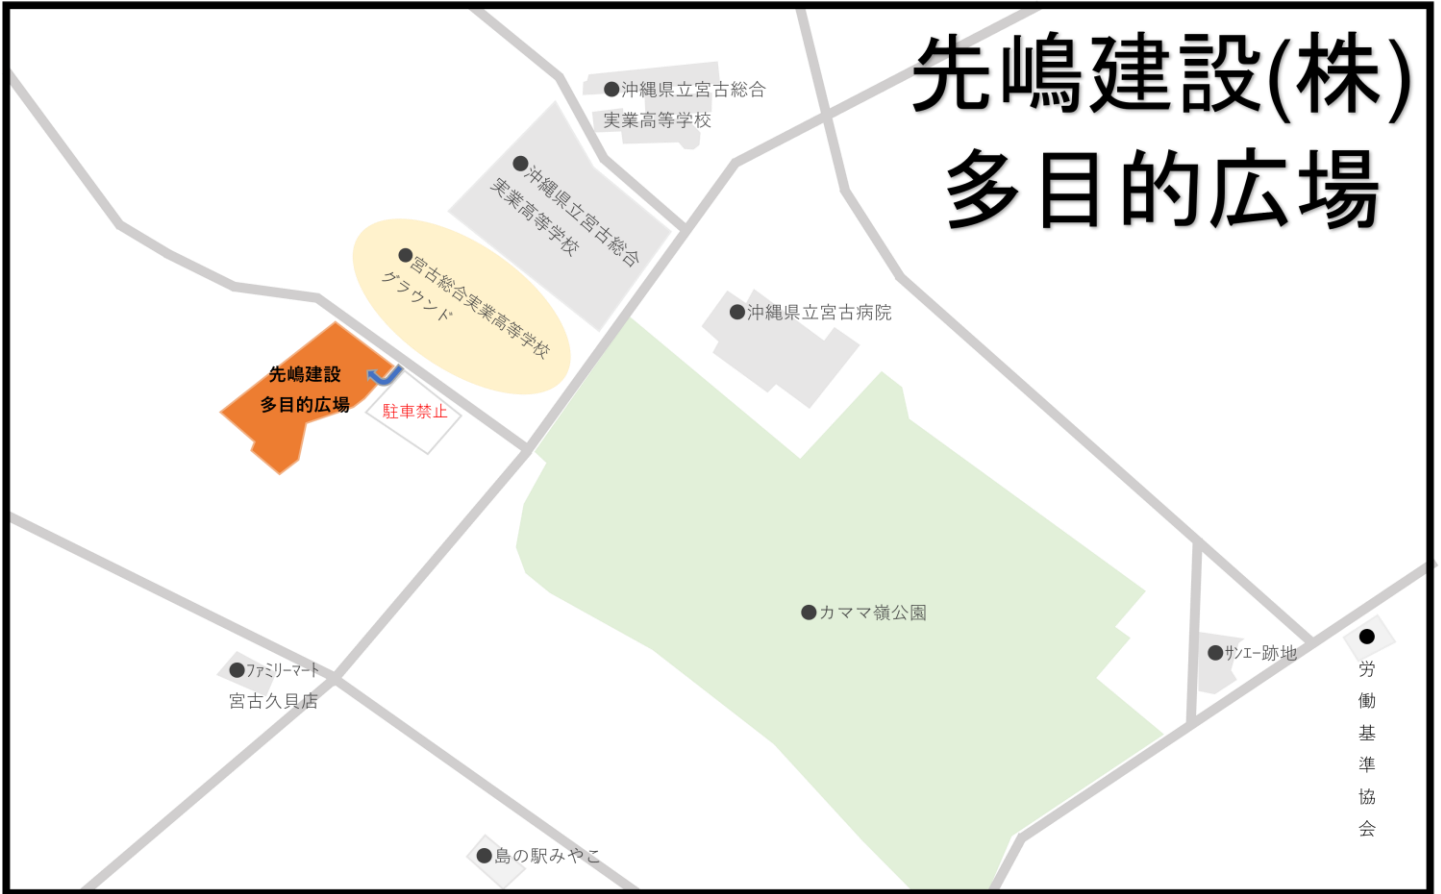 先嶋建設(株)
多目的広場
●沖縄県立宮古総合
実業高等学校
●沖縄県立宮古総合
実業高等学校
●宮古総合実業高等学校
グラウンド
●沖縄県立宮古病院
先嶋建設
多目的広場
駐車禁止
●カママ嶺公園
●ファミリーマート
宮古久貝店
●サンエー跡地
●
労
働
基
準
協
会
●島の駅みやこ